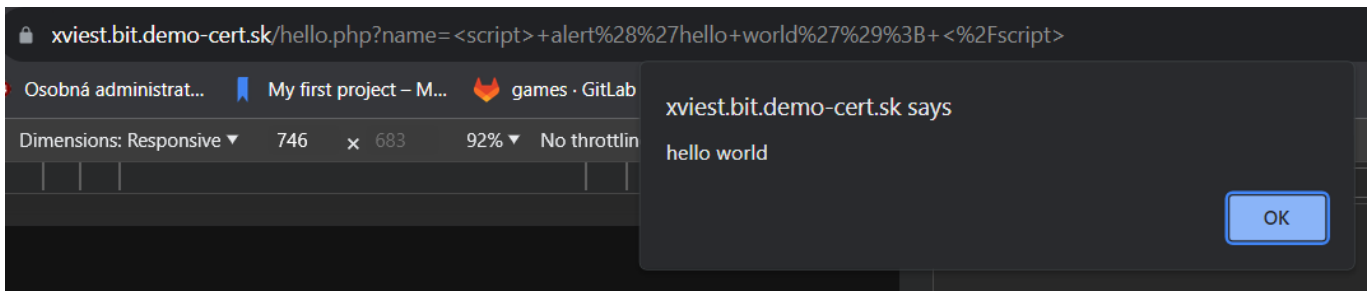 xviest.bit.demo-cert.sk/hello.php?name=<script>+alert%28%27hello+world%27%29%3B+<%2Fscript>
Osobná administrat... My first project – M... games · GitLab
xviest.bit.demo-cert.sk says
hello world
OK
Dimensions: Responsive ▼ 746 × 683 92% ▼ No throttlin